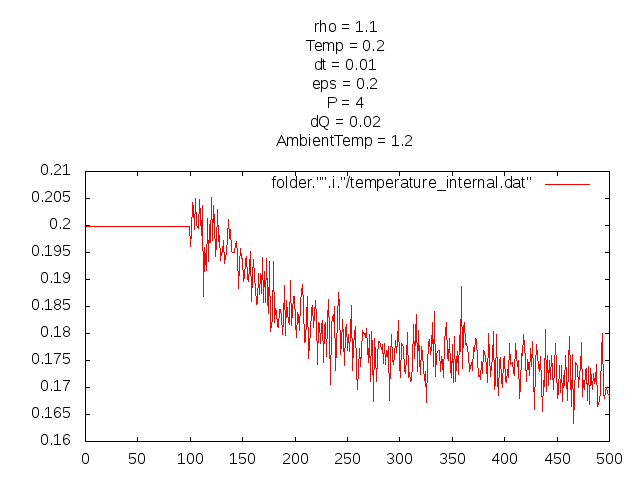 rho = 1.1
Temp = 0.2
dt = 0.01
eps = 0.2
P = 4
dQ = 0.02
AmbientTemp = 1.2
folder."".i."/temperature_internal.dat"
0.21
0.205
0.2
0.195
0.19
0.185
0.18
0.175
0.17
0.165
0.16
0 50 100 150 200 250 300 350 400 450 500